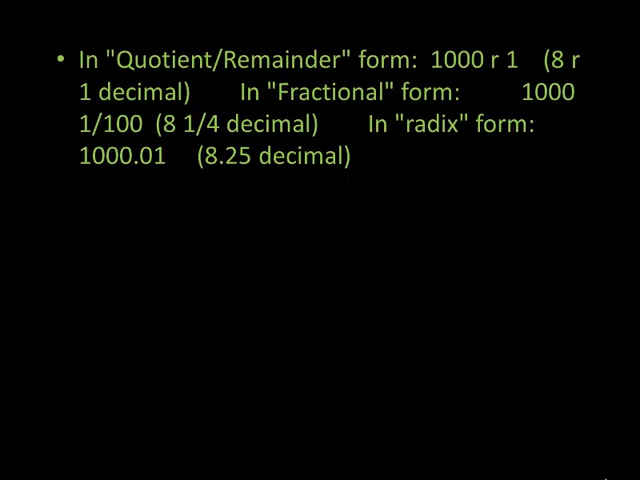 • In "Quotient/Remainder" form:  1000 r 1    (8 r
1 decimal)        In "Fractional" form:          1000
1/100  (8 1/4 decimal)        In "radix" form:
1000.01     (8.25 decimal)